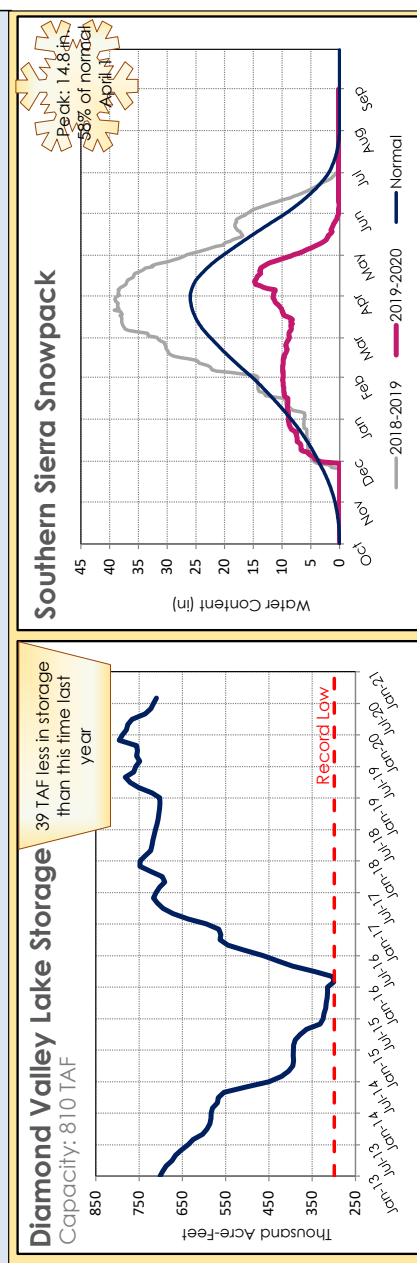 Diamond Valley Lake Storage
Capacity: 810 TAF
39 TAF less in storage
than this time last
year
Thousand Acre-Feet
850
750
650
550
450
350
250
Record Low
Jan-13
Jul-13
Jan-14
Jul-14
Jan-15
Jul-15
Jan-16
Jul-16
Jan-17
Jul-17
Jan-18
Jul-18
Jan-19
Jul-19
Jan-20
Jul-20
Jan-21
Southern Sierra Snowpack
Peak: 14.8 in.
58% of normal
April 1
Water Content (in)
45
40
35
30
25
20
15
10
5
0
Oct
Nov
Dec
Jan
Feb
Mar
Apr
May
Jun
Jul
Aug
Sep
2018-2019
2019-2020
Normal